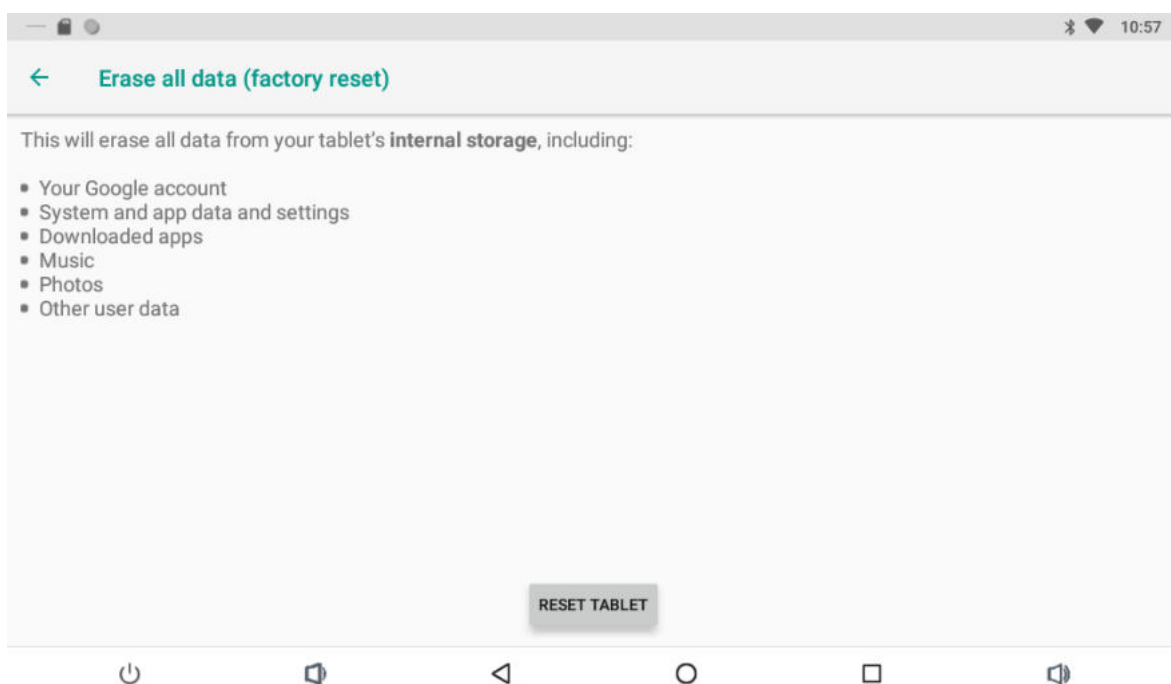 10:57
Erase all data (factory reset)
This will erase all data from your tablet's internal storage, including:
• Your Google account
• System and app data and settings
• Downloaded apps
• Music
• Photos
• Other user data
RESET TABLET